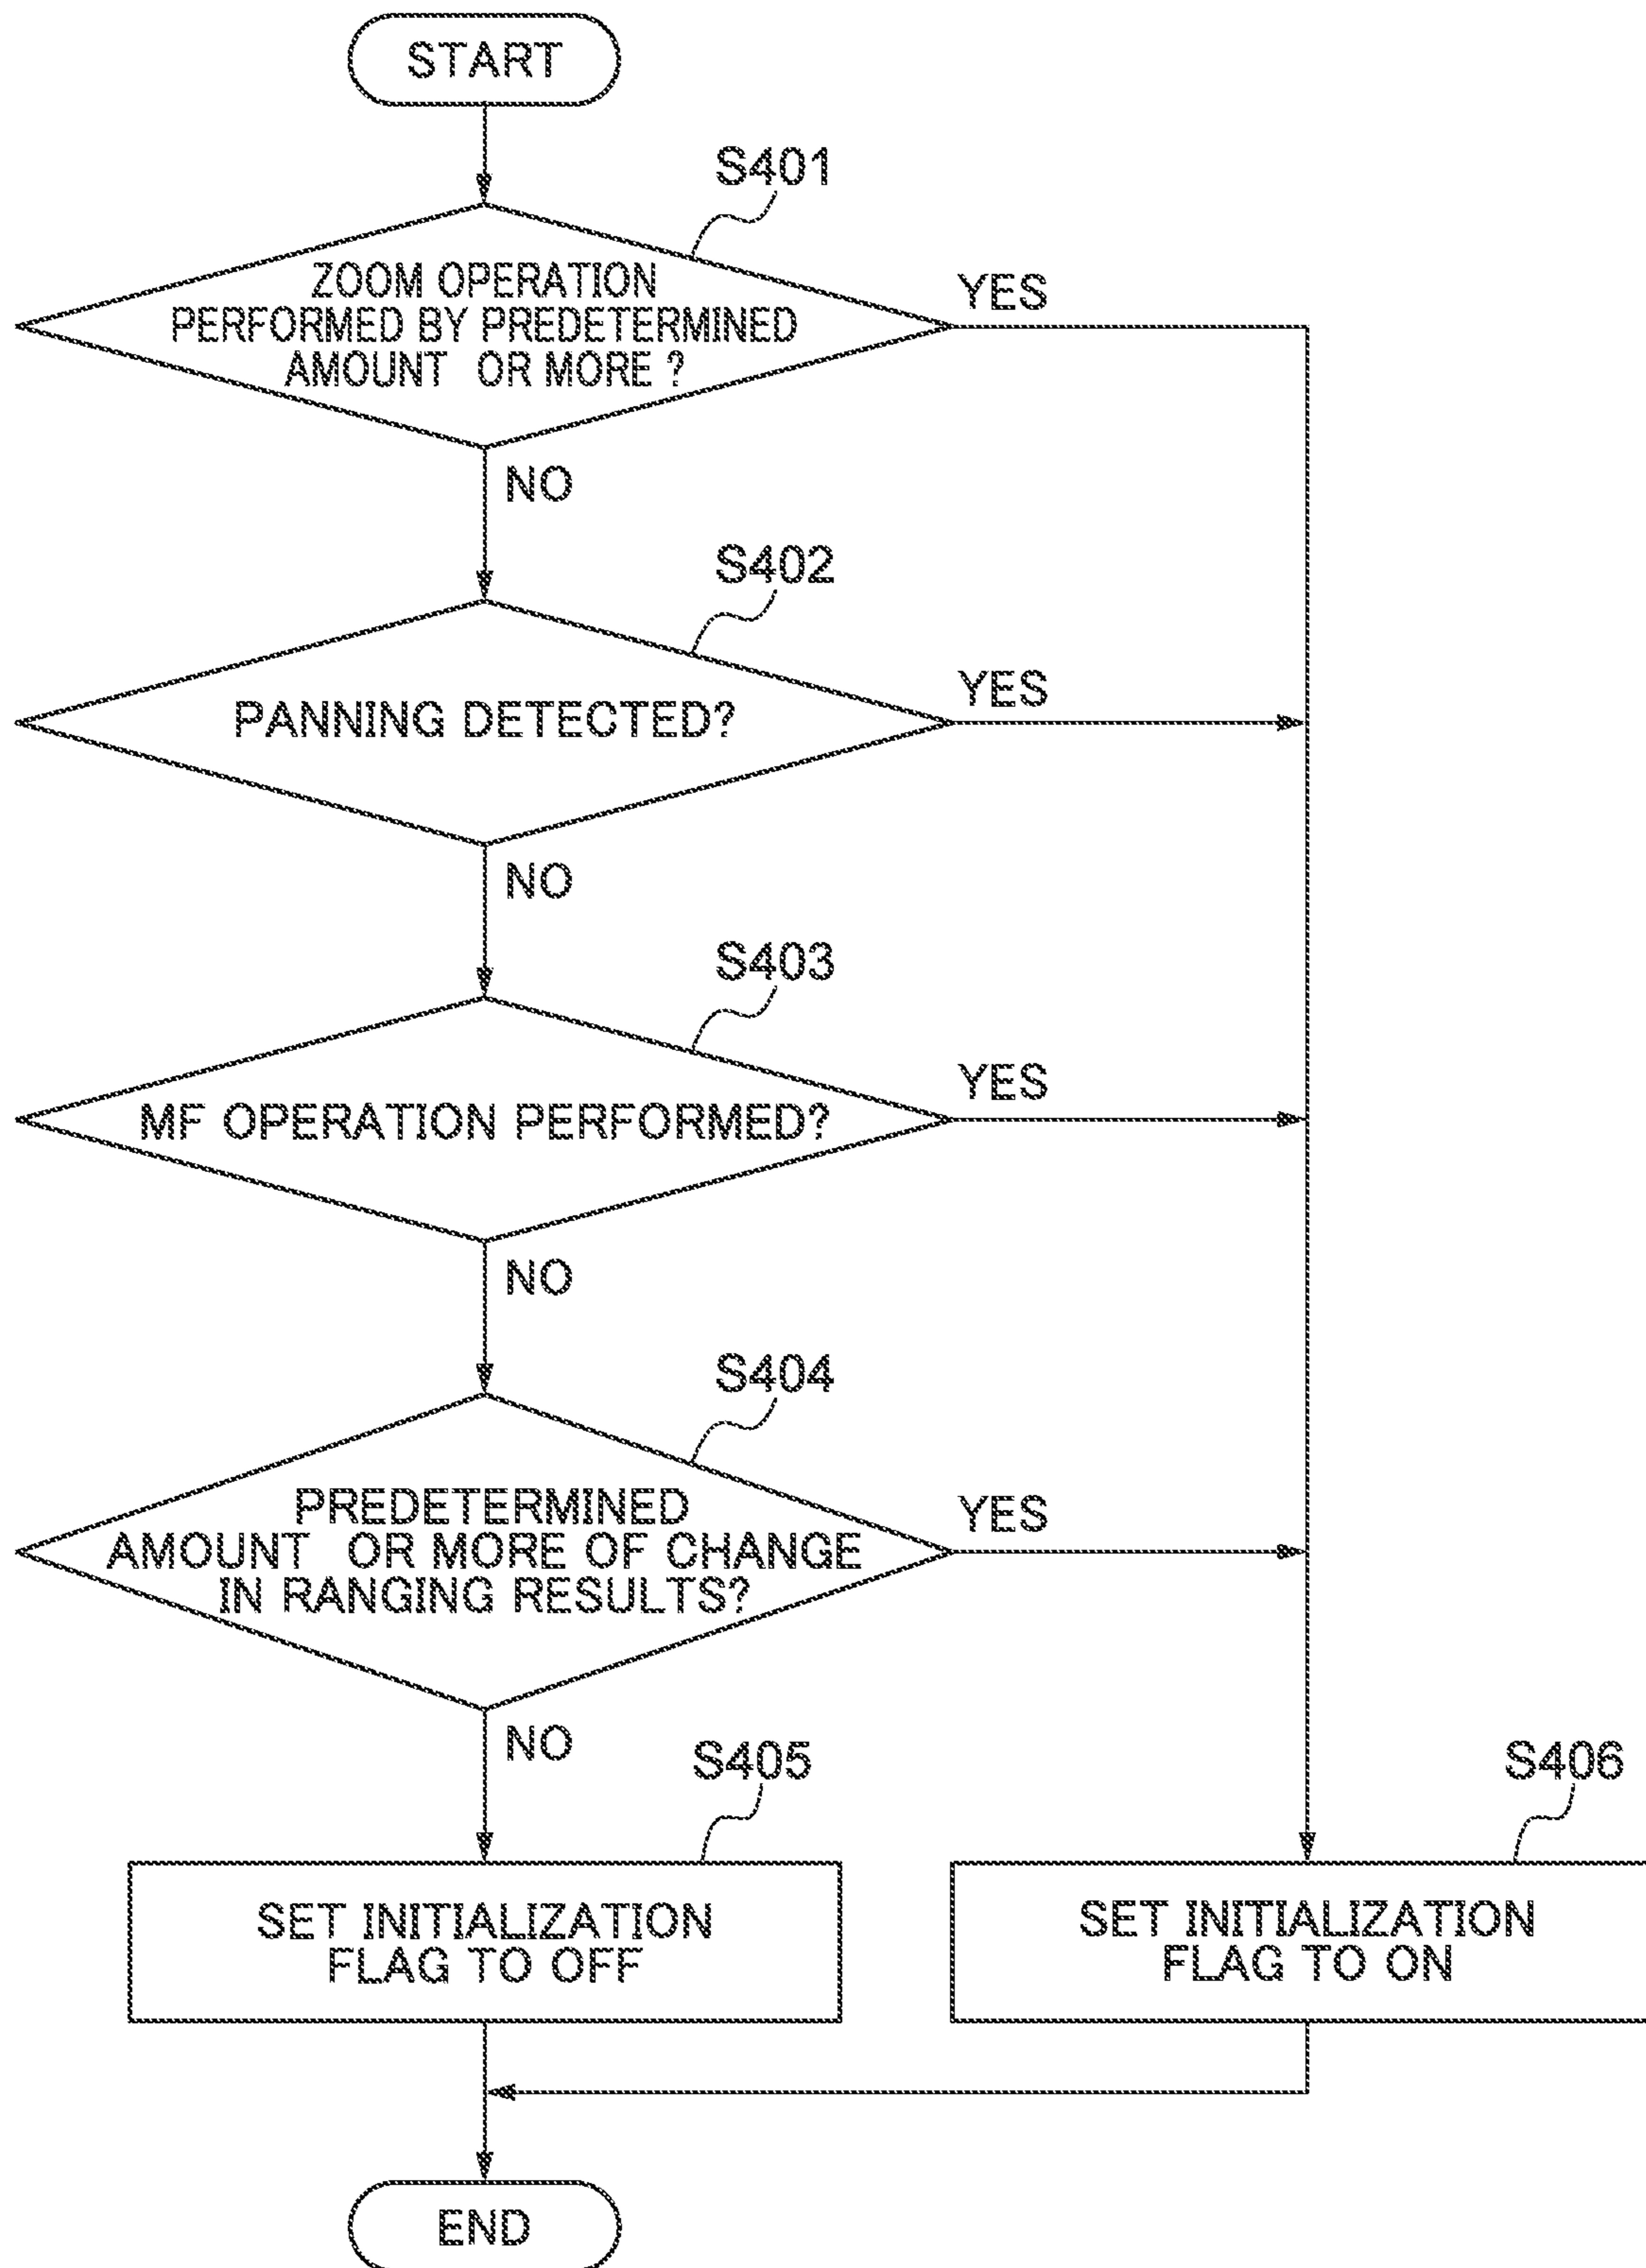 START
S401
ZOOM OPERATION
PERFORMED BY PREDETERMINED
AMOUNT OR MORE ?
YES
NO
S402
PANNING DETECTED?
YES
NO
S403
MF OPERATION PERFORMED?
YES
NO
S404
PREDETERMINED
AMOUNT OR MORE OF CHANGE
IN RANGING RESULTS?
YES
NO
S405
SET INITIALIZATION
FLAG TO OFF
S406
SET INITIALIZATION
FLAG TO ON
END